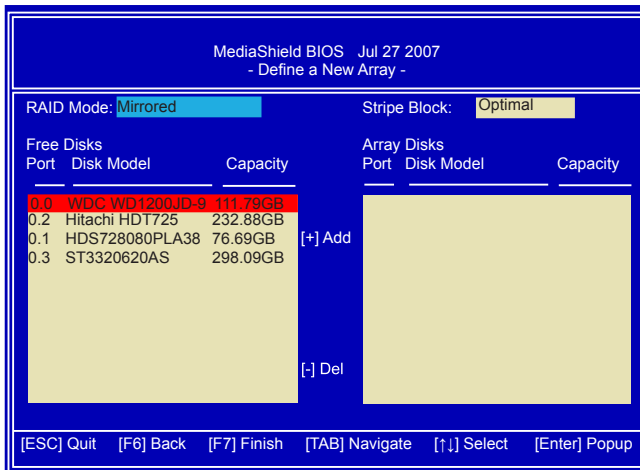 MediaShield BIOS Jul 27 2007
- Define a New Array -
RAID Mode: Mirrored Stripe Block: Optimal
Free Disks Array Disks
Port Disk Model Capacity Port Disk Model Capacity
0.0 WDC WD1200JD-9 111.79GB
0.2 Hitachi HDT725 232.88GB
0.1 HDS728080PLA38 76.69GB [+] Add
0.3 ST3320620AS 298.09GB
[-] Del
[ESC] Quit [F6] Back [F7] Finish [TAB] Navigate [↑↓] Select [Enter] Popup